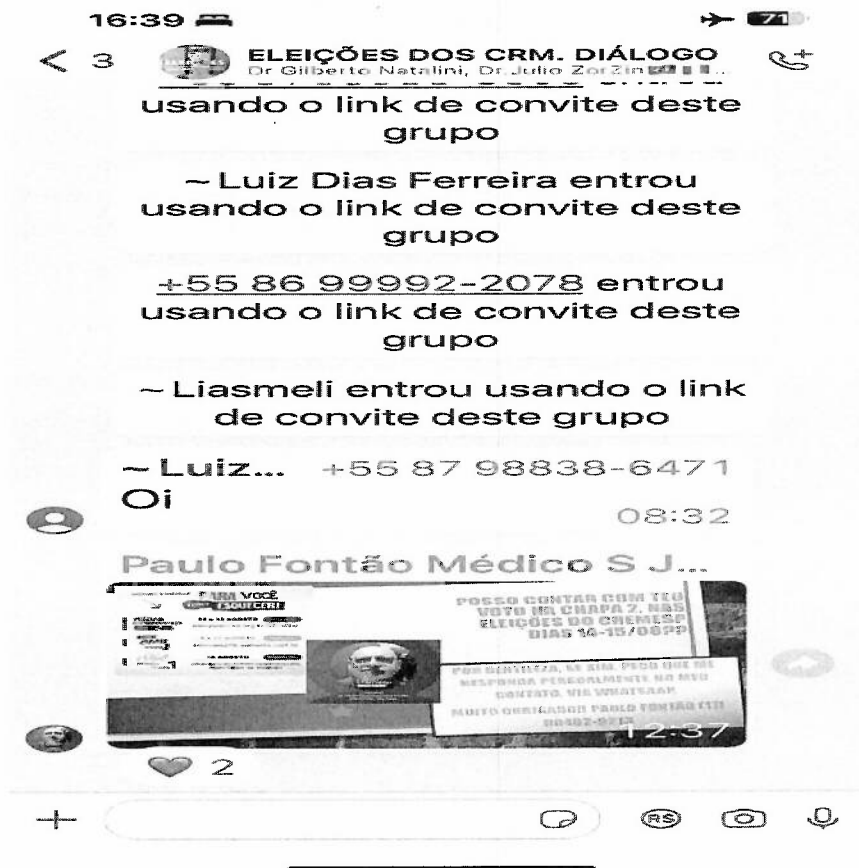 16:39
71
3
ELEIÇÕES DOS CRM. DIÁLOGO
Dr Gilberto Natalini, Dr. Julio Zorzin
usando o link de convite deste
grupo
~ Luiz Dias Ferreira entrou
usando o link de convite deste
grupo
+55 86 99992-2078 entrou
usando o link de convite deste
grupo
~ Liasmeli entrou usando o link
de convite deste grupo
~ Luiz... +55 87 98838-6471
Oi
08:32
Paulo Fontão Médico S J...
PARA VOCÊ
ESQUECER!
POSSO CONTAR COM TEU
VOTO NA CHAPA 2, NAS
ELEIÇÕES DO CREMESP
DIAS 14-15/08??
POR GENTILEZA, SE SIM, PEÇO QUE ME
RESPONDA PERSOALMENTE NO MEU
CONTATO, VIA WHATSAAP.
MUITO OBRIGADO!! PAULO FONTÃO
12:37
2
RS